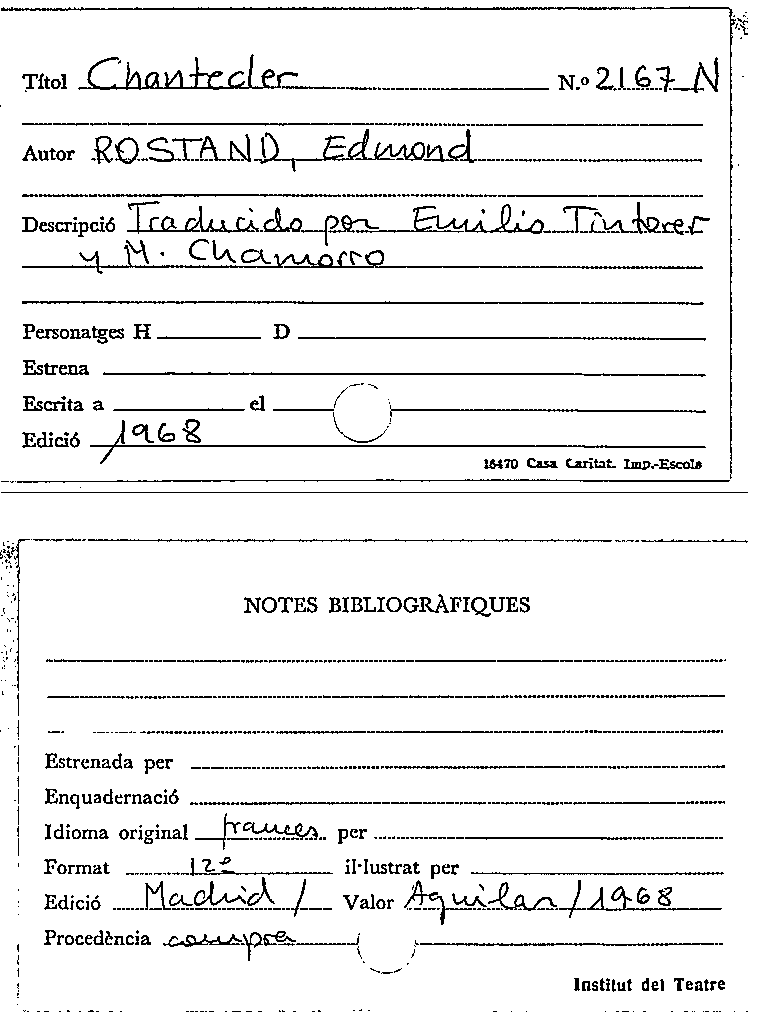 Títol Chantecler N.º 2167 N
Autor ROSTAND, Edmond
Descripció Traducido por Emilio Tintorer
y M. Chamorro
Personatges H D
Estrena
Escrita a el
Edició 1968
16470 Casa Caritat. Imp.-Escola
NOTES BIBLIOGRÀFIQUES
Estrenada per
Enquadernació
Idioma original frances per
Format 12º il·lustrat per
Edició Madrid / Valor Aguilar / 1968
Procedència compra
Institut del Teatre